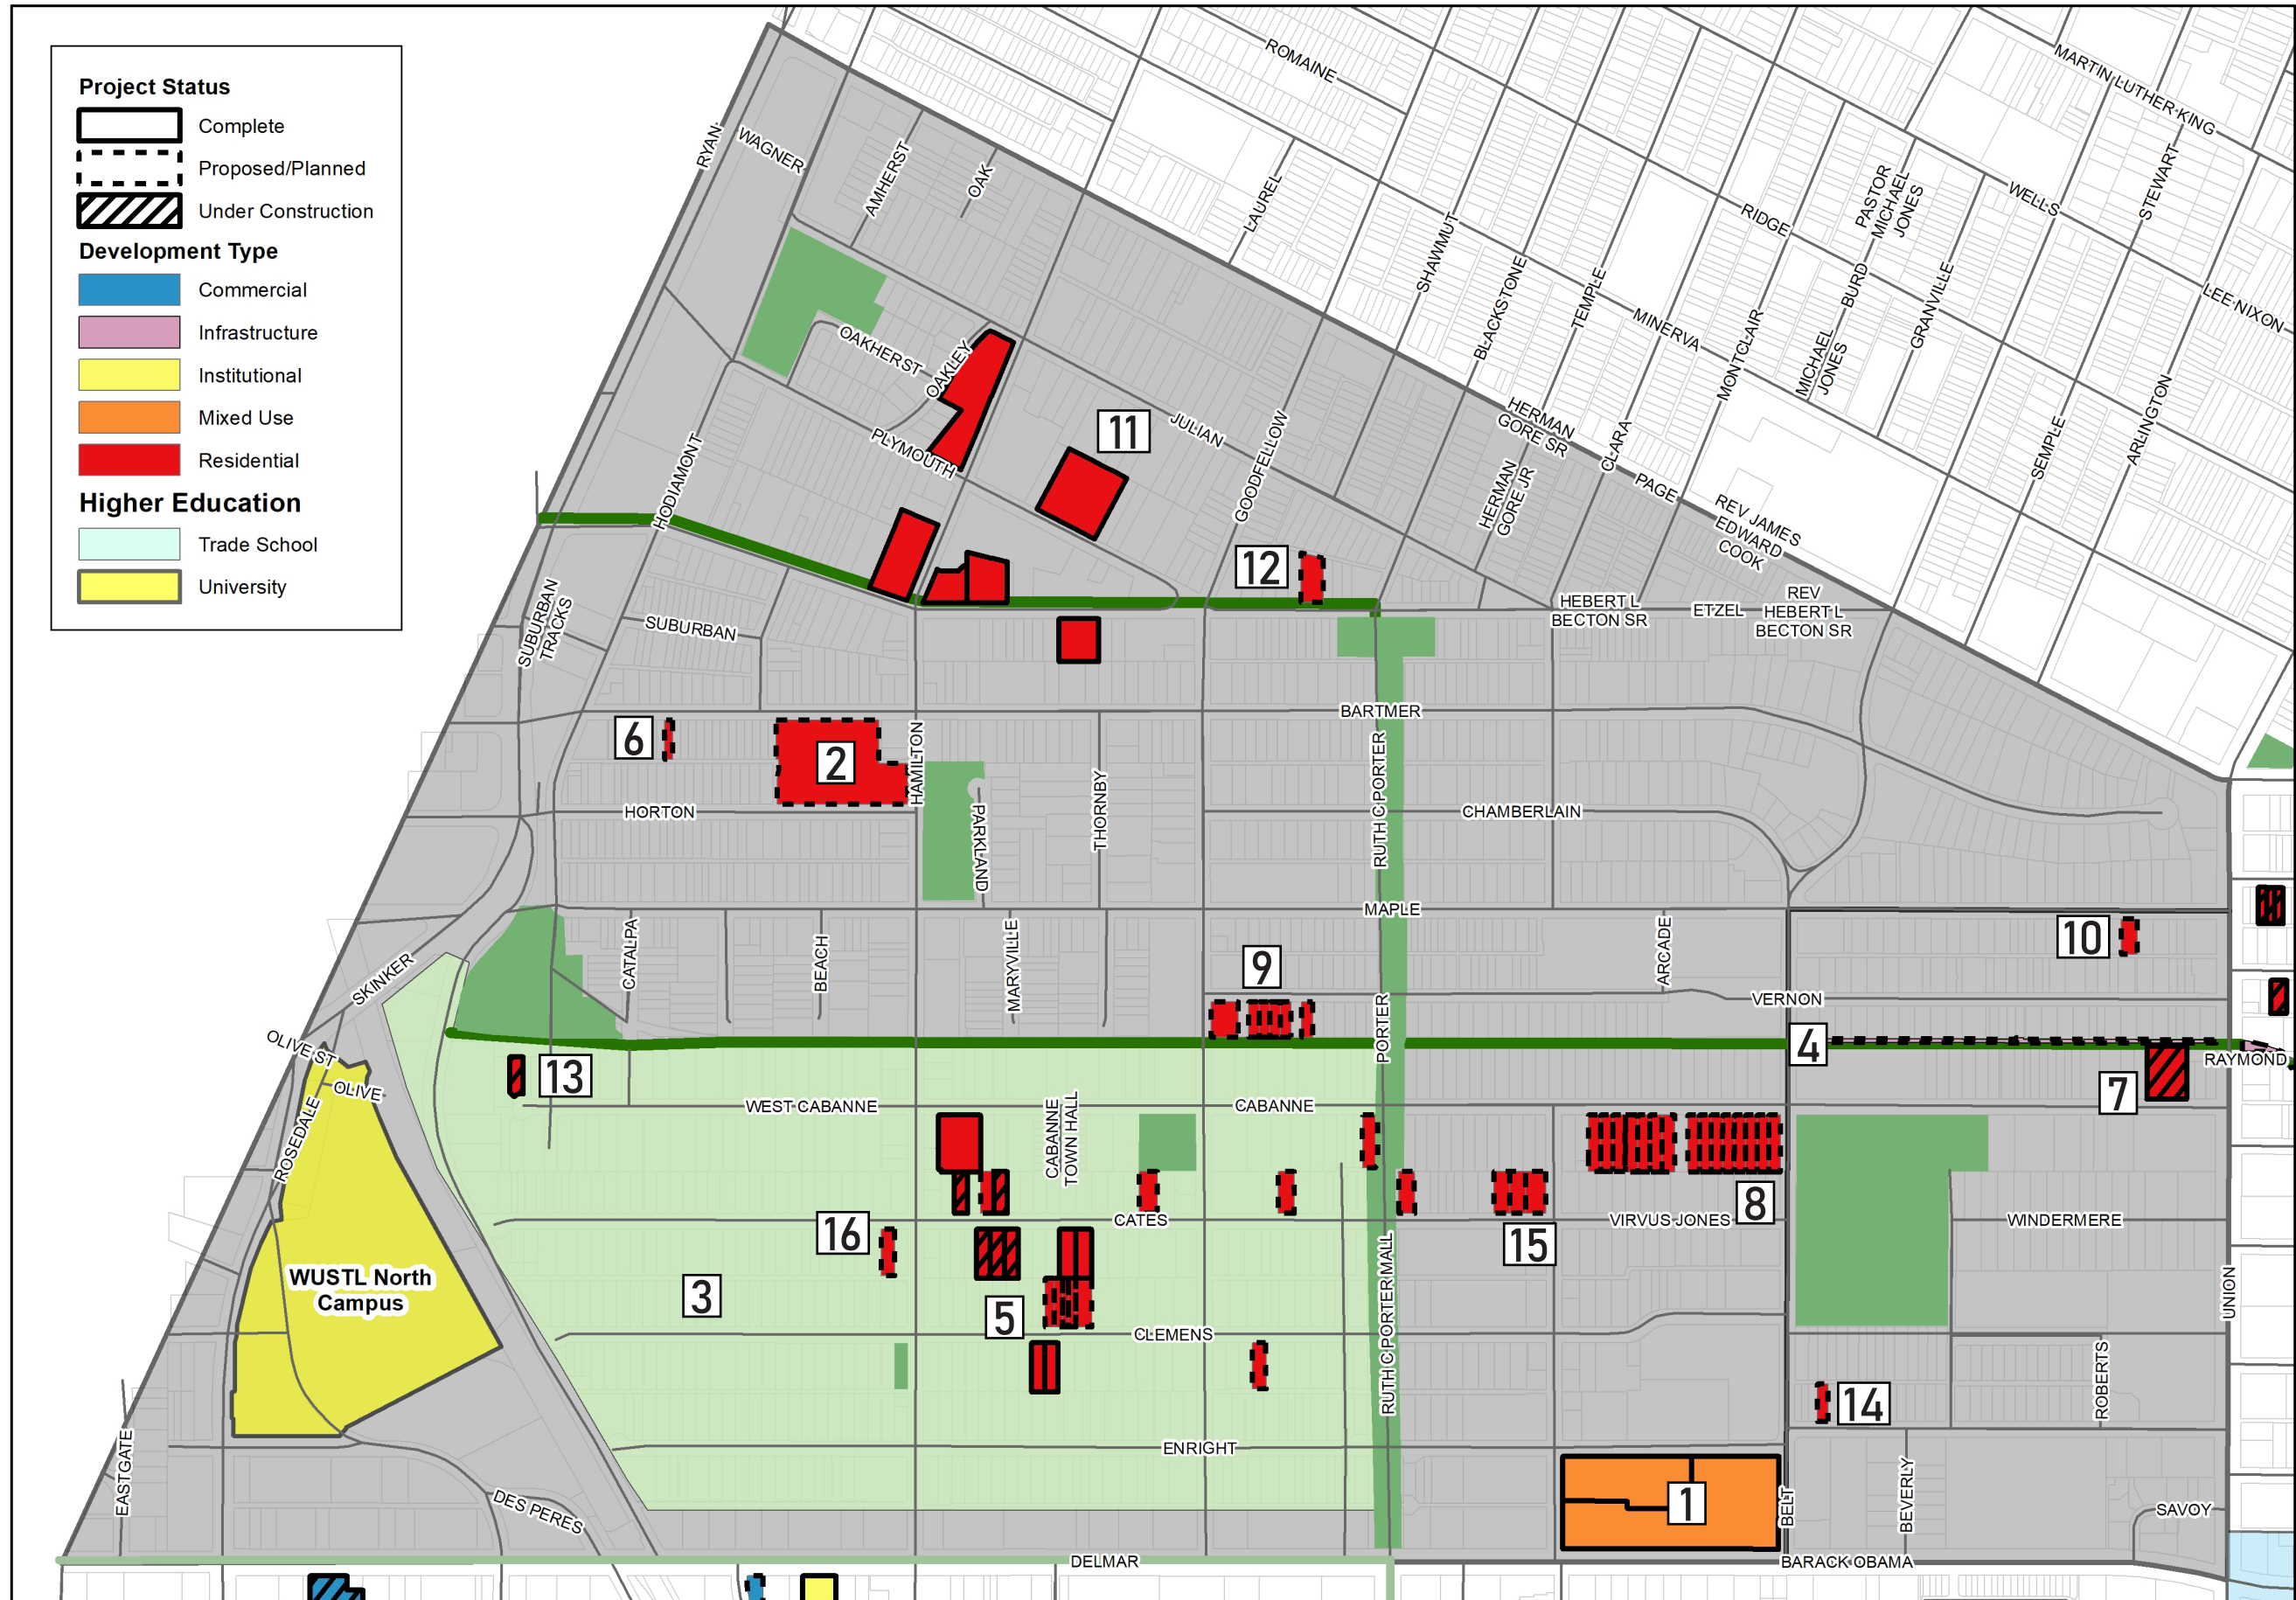 Project Status
Complete
Proposed/Planned
Under Construction
Development Type
Commercial
Infrastructure
Institutional
Mixed Use
Residential
Higher Education
Trade School
University
ROMAINE
MARTIN LUTHER KING
RYAN
WAGNER
AMHERST
OAK
LAUREL
SHAWMUT
BLACKSTONE
TEMPLE
RIDGE
PASTOR
MICHAEL
JONES
WELLS
STEWART
LEE NIXON
MINERVA
MONTCLAIR
MICHAEL
JONES
BURD
GRANVILLE
SEMPLE
ARLINGTON
OAKHERST
OAKLEY
PLYMOUTH
11
JULIAN
GOODFELLOW
HERMAN
GORE SR
HERMAN
GORE JR
CLARA
PAGE
REV JAMES
EDWARD
COOK
HODIAMONT
12
SUBURBAN
TRACKS
SUBURBAN
HEBERT L
BECTON SR
ETZEL
REV
HEBERT L
BECTON SR
6
2
HAMILTON
BARTMER
HORTON
PARKLAND
THORNBY
RUTH C PORTER
CHAMBERLAIN
MAPLE
SKINKER
CATALPA
BEACH
MARYVILLE
9
ARCADE
10
VERNON
PORTER
4
RAYMOND
7
OLIVE ST
OLIVE
ROSEDALE
13
WEST CABANNE
CABANNE
TOWN HALL
CABANNE
16
CATES
15
VIRVUS JONES
8
WINDERMERE
WUSTL North
Campus
3
5
CLEMENS
RUTH C PORTER MALL
UNION
14
ROBERTS
ENRIGHT
EASTGATE
DES PERES
1
BELT
BEVERLY
SAVOY
DELMAR
BARACK OBAMA